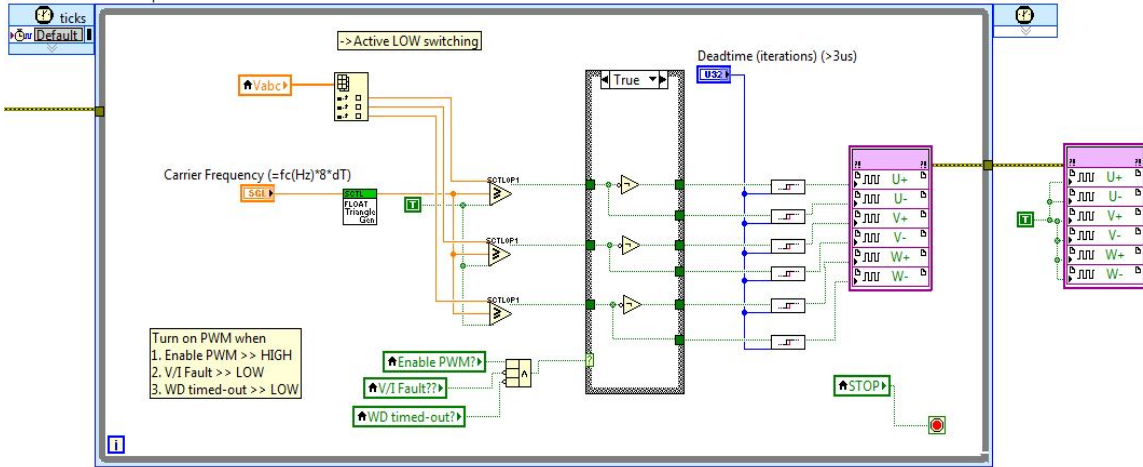 ticks
Default
->Active LOW switching
Vabc
True
Deadtime (iterations) (>3us)
U32
Carrier Frequency (=fc(Hz)*8*dT)
SGL
SCTL
FLOAT
Triangle
Gen
T
SCTLOP1
SCTLOP1
SCTLOP1
U+
U-
V+
V-
W+
W-
T
U+
U-
V+
V-
W+
W-
Turn on PWM when
1. Enable PWM >> HIGH
2. V/I Fault >> LOW
3. WD timed-out >> LOW
Enable PWM?
V/I Fault??
WD timed-out?
?
STOP
i